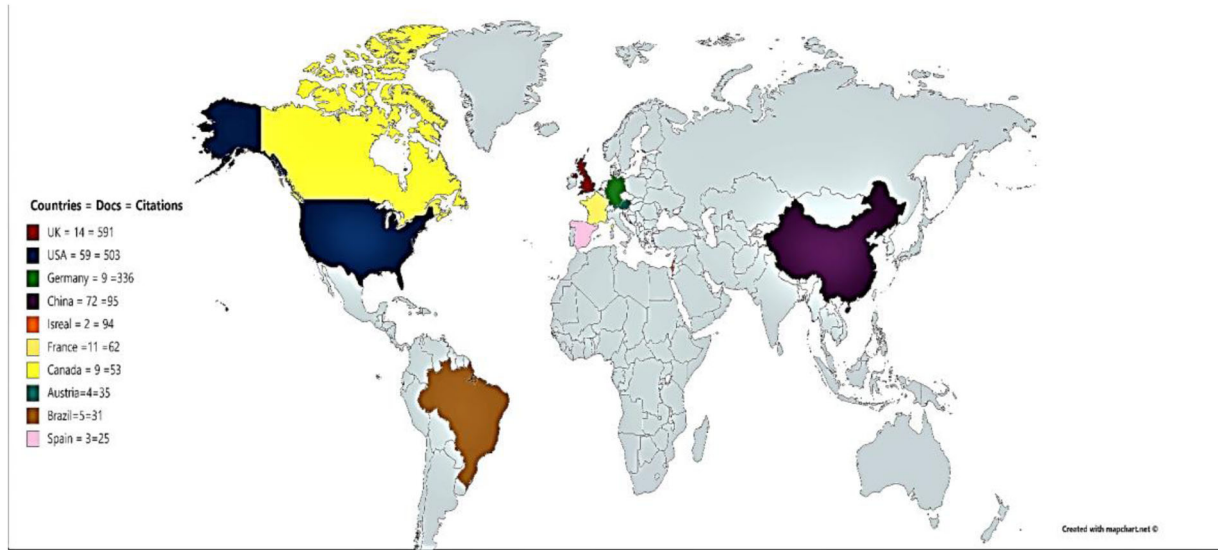 Countries = Docs = Citations
UK = 14 = 591
USA = 59 = 503
Germany = 9 =336
China = 72 =95
Isreal = 2 = 94
France =11 =62
Canada = 9 =53
Austria=4=35
Brazil=5=31
Spain = 3=25
Created with mapchart.net ©